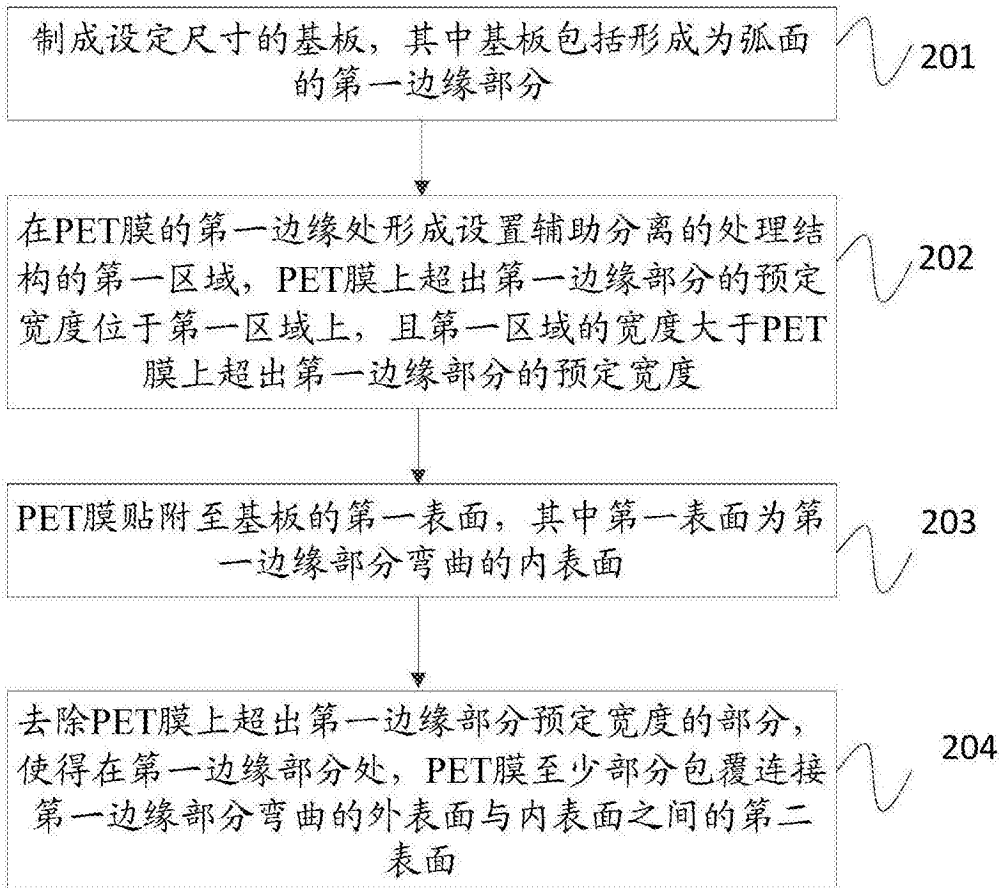 制成设定尺寸的基板，其中基板包括形成为弧面
的第一边缘部分
201
在PET膜的第一边缘处形成设置辅助分离的处理结
构的第一区域，PET膜上超出第一边缘部分的预定
宽度位于第一区域上，且第一区域的宽度大于PET
膜上超出第一边缘部分的预定宽度
202
PET膜贴附至基板的第一表面，其中第一表面为第
一边缘部分弯曲的内表面
203
去除PET膜上超出第一边缘部分预定宽度的部分，
使得在第一边缘部分处，PET膜至少部分包覆连接
第一边缘部分弯曲的外表面与内表面之间的第二
表面
204